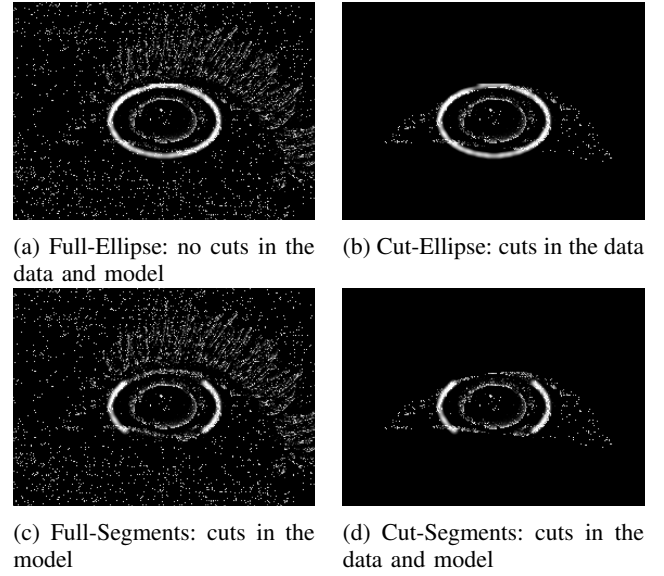 (a) Full-Ellipse: no cuts in the
data and model
(b) Cut-Ellipse: cuts in the data
(c) Full-Segments: cuts in the
model
(d) Cut-Segments: cuts in the
data and model